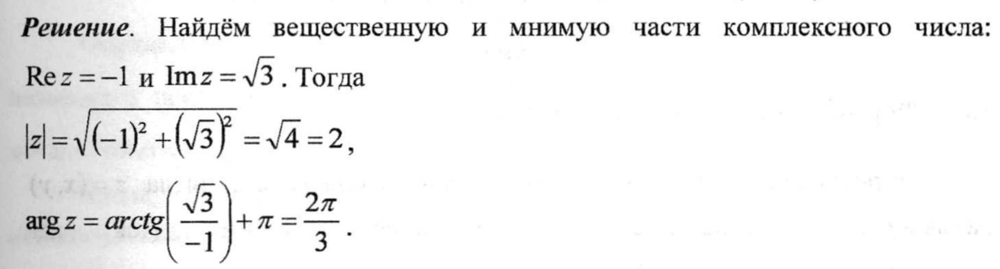 Решение. Найдём вещественную и мнимую части комплексного числа:
Re z = −1 и Im z = √3 . Тогда
|z| = √((−1)² + (√3)²) = √4 = 2,
arg z = arctg(√3/−1) + π = 2π/3 .